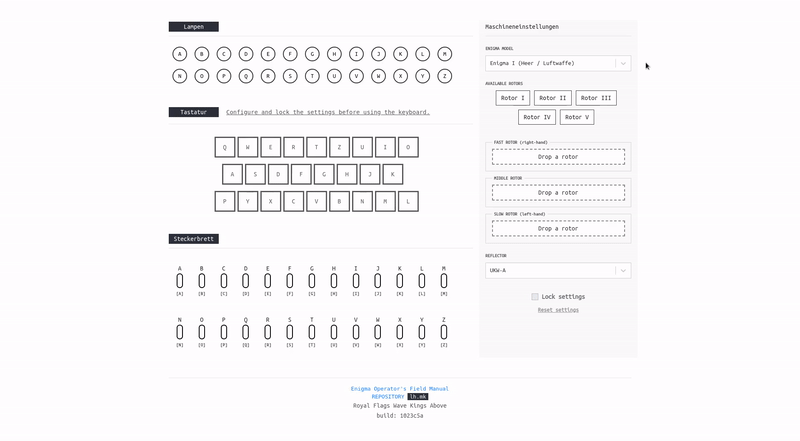 Lampen
A B C D E F G H I J K L M
N O P Q R S T U V W X Y Z
Tastatur Configure and lock the settings before using the keyboard.
Q W E R T Z U I O
A S D F G H J K
P Y X C V B N M L
Steckerbrett
A B C D E F G H I J K L M
[A] [B] [C] [D] [E] [F] [G] [H] [I] [J] [K] [L] [M]
N O P Q R S T U V W X Y Z
[N] [O] [P] [Q] [R] [S] [T] [U] [V] [W] [X] [Y] [Z]
Maschineneinstellungen
ENIGMA MODEL
Enigma I (Heer / Luftwaffe)
AVAILABLE ROTORS
Rotor I Rotor II Rotor III
Rotor IV Rotor V
FAST ROTOR (right-hand)
Drop a rotor
MIDDLE ROTOR
Drop a rotor
SLOW ROTOR (left-hand)
Drop a rotor
REFLECTOR
UKW-A
Lock settings
Reset settings
Enigma Operator's Field Manual
REPOSITORY lh.mk
Royal Flags Wave Kings Above
build: 1023c5a